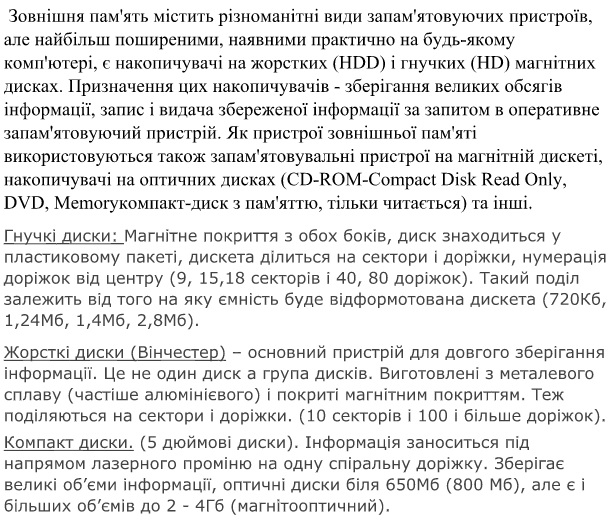 Зовнішня пам'ять містить різноманітні види запам'ятовуючих пристроїв,
але найбільш поширеними, наявними практично на будь-якому
комп'ютері, є накопичувачі на жорстких (HDD) і гнучких (HD) магнітних
дисках. Призначення цих накопичувачів - зберігання великих обсягів
інформації, запис і видача збереженої інформації за запитом в оперативне
запам'ятовуючий пристрій. Як пристрої зовнішньої пам'яті
використовуються також запам'ятовувальні пристрої на магнітній дискеті,
накопичувачі на оптичних дисках (CD-ROM-Compact Disk Read Only,
DVD, Memoryкомпакт-диск з пам'яттю, тільки читається) та інші.
Гнучкі диски: Магнітне покриття з обох боків, диск знаходиться у
пластиковому пакеті, дискета ділиться на сектори і доріжки, нумерація
доріжок від центру (9, 15,18 секторів і 40, 80 доріжок). Такий поділ
залежить від того на яку ємність буде відформотована дискета (720Кб,
1,24Мб, 1,4Мб, 2,8Мб).
Жорсткі диски (Вінчестер) – основний пристрій для довгого зберігання
інформації. Це не один диск а група дисків. Виготовлені з металевого
сплаву (частіше алюмінієвого) і покриті магнітним покриттям. Теж
поділяються на сектори і доріжки. (10 секторів і 100 і більше доріжок).
Компакт диски. (5 дюймові диски). Інформація заноситься під
напрямом лазерного проміню на одну спіральну доріжку. Зберігає
великі об’єми інформації, оптичні диски біля 650Мб (800 Мб), але є і
більших об’ємів до 2 - 4Гб (магнітооптичний).